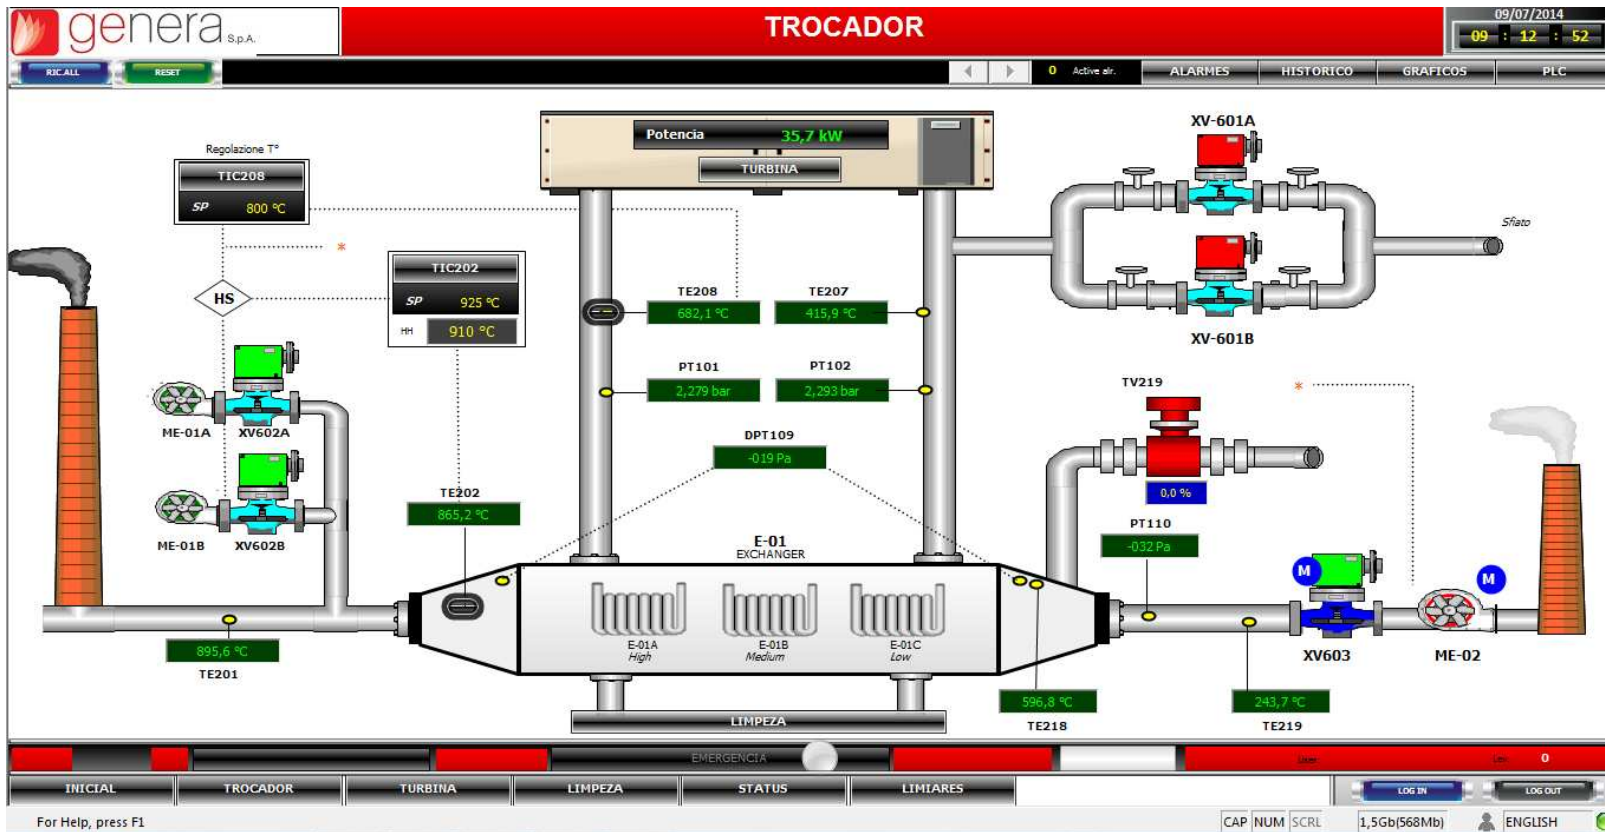 genera S.p.A.
TROCADOR
09/07/2014
09 : 12 : 52
RIC.ALL
RESET
0 Active alr.
ALARMES
HISTORICO
GRAFICOS
PLC
Potencia 35,7 kW
TURBINA
XV-601A
Regolazione T°
TIC208
SP 800 °C
Sfiato
*
TIC202
SP 925 °C
HH 910 °C
HS
TE208
682,1 °C
TE207
415,9 °C
XV-601B
PT101
2,279 bar
PT102
2,293 bar
TV219
*
ME-01A
XV602A
DPT109
-019 Pa
0,0 %
TE202
865,2 °C
PT110
-032 Pa
ME-01B
XV602B
E-01
EXCHANGER
M
M
E-01A
High
E-01B
Medium
E-01C
Low
895,6 °C
TE201
XV603
ME-02
596,8 °C
TE218
243,7 °C
TE219
LIMPEZA
EMERGENCIA
User
0
INICIAL
TROCADOR
TURBINA
LIMPEZA
STATUS
LIMIARES
LOG IN
LOG OUT
For Help, press F1
CAP NUM SCRL
1,5Gb(568Mb)
ENGLISH